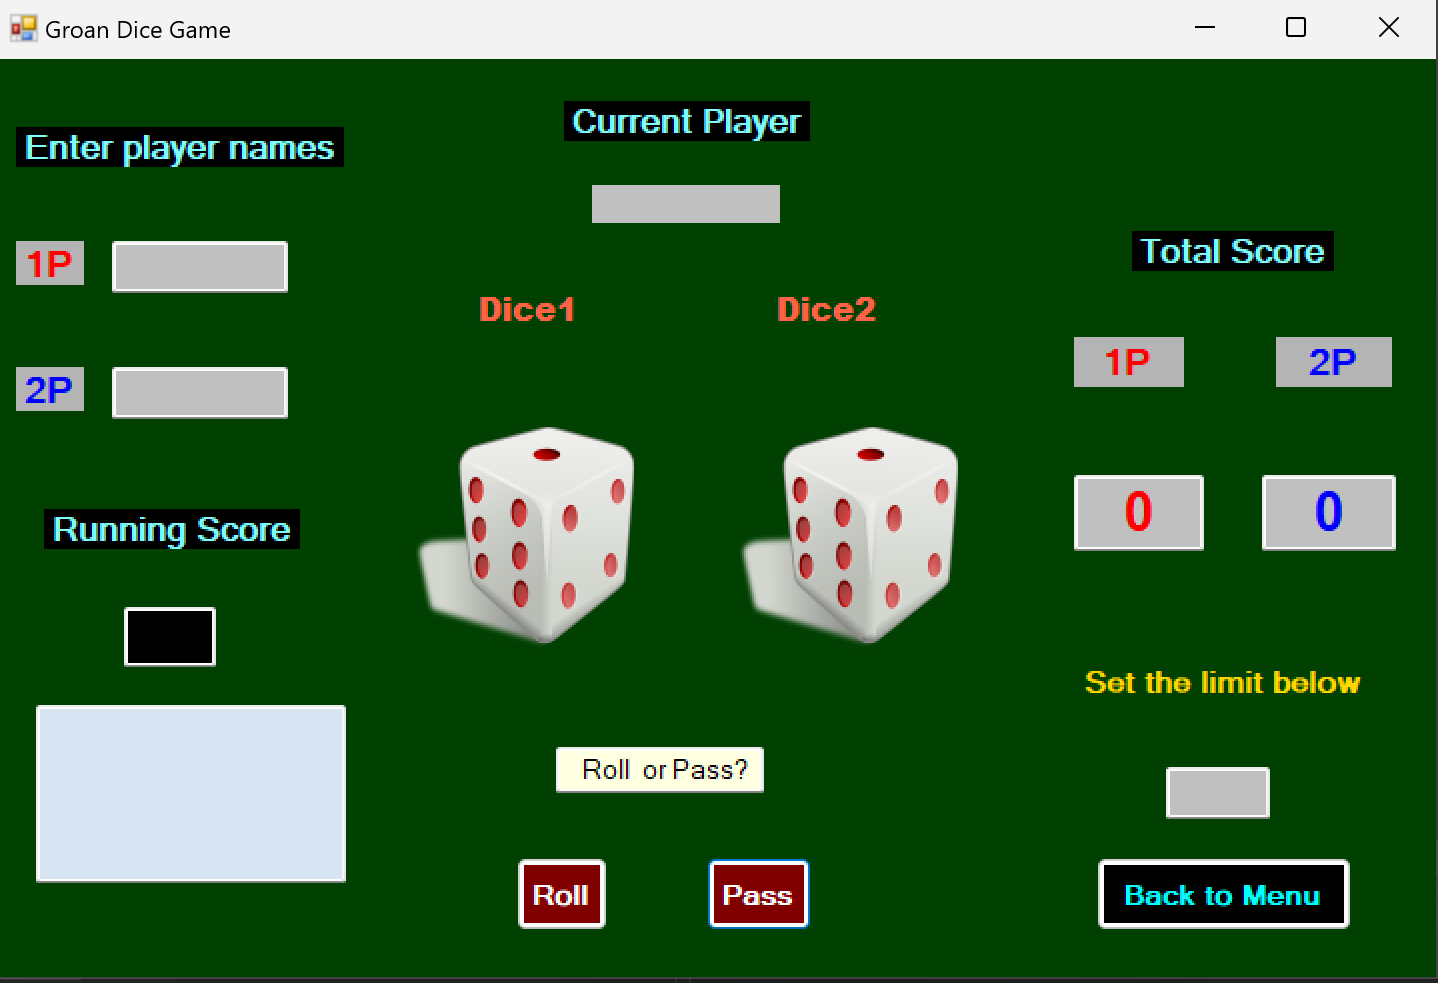 Groan Dice Game
Current Player
Enter player names
1P
2P
Dice1
Dice2
Total Score
1P
2P
0
0
Running Score
Set the limit below
Roll or Pass?
Roll
Pass
Back to Menu